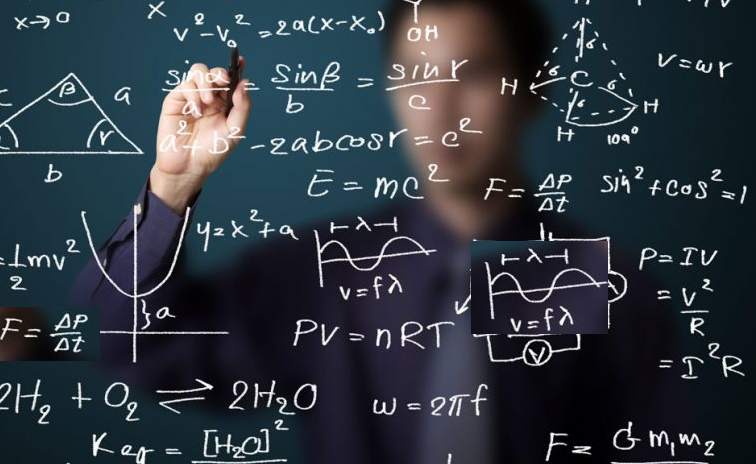 x→0
x
v²-v₀²=2a(x-x₀)
OH
sinα/a = sinβ/b = sinγ/c
H C H
H 109°
v=ωr
β a
γ
b
a²+b²-2abcosγ=c²
E=mc²
F=ΔP/Δt
sin²+cos²=1
=1/2mv²
y=x²+a
λ
v=fλ
λ
v=fλ
P=IV
=V²/R
=I²R
F=ΔP/Δt
}a
PV=nRT
V
2H₂+O₂⇌2H₂O
ω=2πf
Keq=[H₂O]²
F=Gm₁m₂